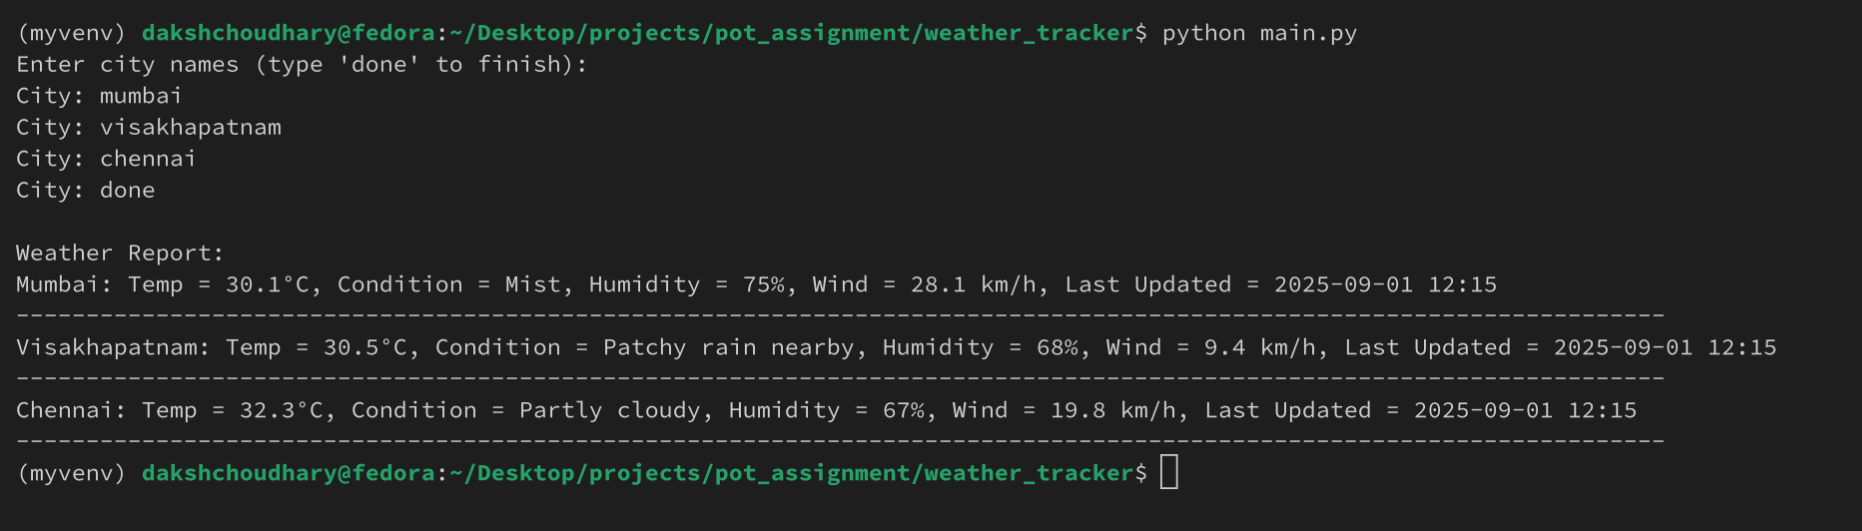 (myvenv) dakshchoudhary@fedora:~/Desktop/projects/pot_assignment/weather_tracker$ python main.py
Enter city names (type 'done' to finish):
City: mumbai
City: visakhapatnam
City: chennai
City: done
Weather Report:
Mumbai: Temp = 30.1°C, Condition = Mist, Humidity = 75%, Wind = 28.1 km/h, Last Updated = 2025-09-01 12:15
----------------------------------------------------------------------------------------------------------------------
Visakhapatnam: Temp = 30.5°C, Condition = Patchy rain nearby, Humidity = 68%, Wind = 9.4 km/h, Last Updated = 2025-09-01 12:15
----------------------------------------------------------------------------------------------------------------------
Chennai: Temp = 32.3°C, Condition = Partly cloudy, Humidity = 67%, Wind = 19.8 km/h, Last Updated = 2025-09-01 12:15
----------------------------------------------------------------------------------------------------------------------
(myvenv) dakshchoudhary@fedora:~/Desktop/projects/pot_assignment/weather_tracker$